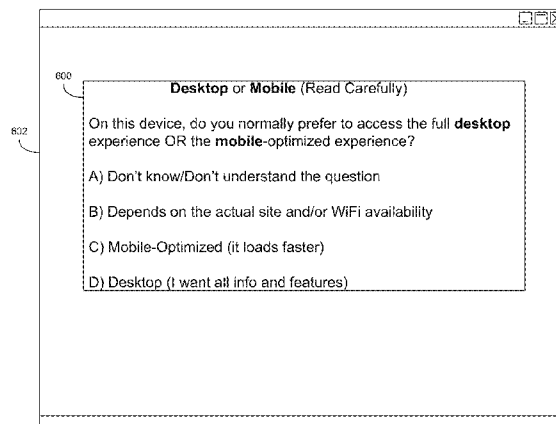 600
Desktop or Mobile (Read Carefully)
602
On this device, do you normally prefer to access the full desktop
experience OR the mobile-optimized experience?
A) Don't know/Don't understand the question
B) Depends on the actual site and/or WiFi availability
C) Mobile-Optimized (it loads faster)
D) Desktop (I want all info and features)